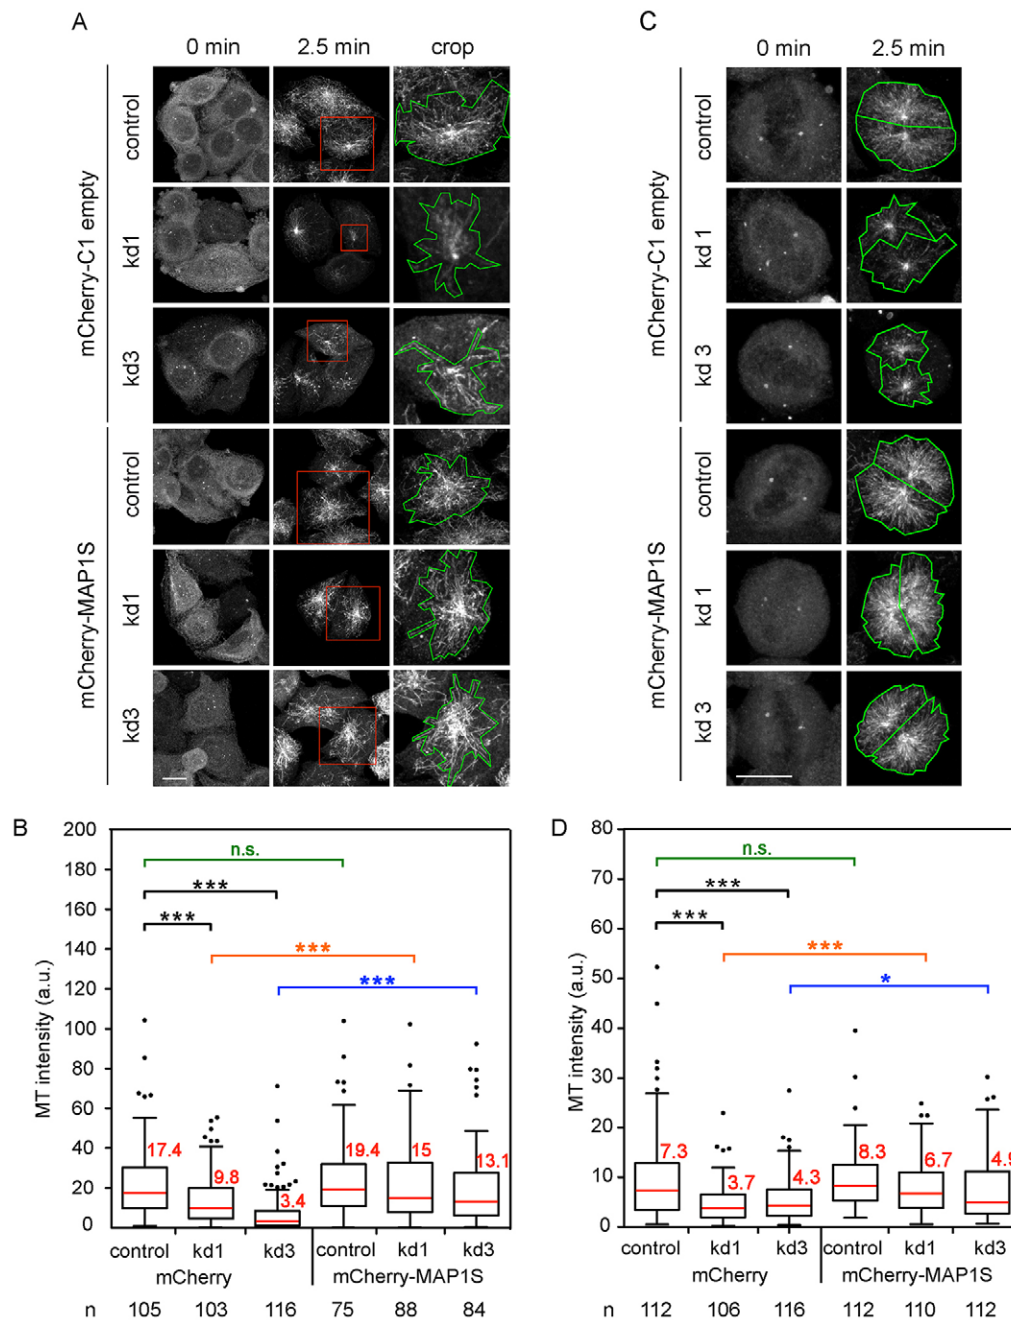 A
0 min 2.5 min crop
mCherry-C1 empty
control
kd1
kd3
mCherry-MAP1S
control
kd1
kd3
C
0 min 2.5 min
mCherry-C1 empty
control
kd 1
kd 3
mCherry-MAP1S
control
kd 1
kd 3
B
MT intensity (a.u.)
200
180
160
140
120
100
80
60
40
20
0
n.s.
***
***
***
***
17.4
9.8
3.4
19.4
15
13.1
control kd1 kd3 control kd1 kd3
mCherry mCherry-MAP1S
n 105 103 116 75 88 84
D
MT intensity (a.u.)
80
70
60
50
40
30
20
10
0
n.s.
***
***
***
*
7.3
3.7
4.3
8.3
6.7
4.9
control kd1 kd3 control kd1 kd3
mCherry mCherry-MAP1S
n 112 106 116 112 110 112